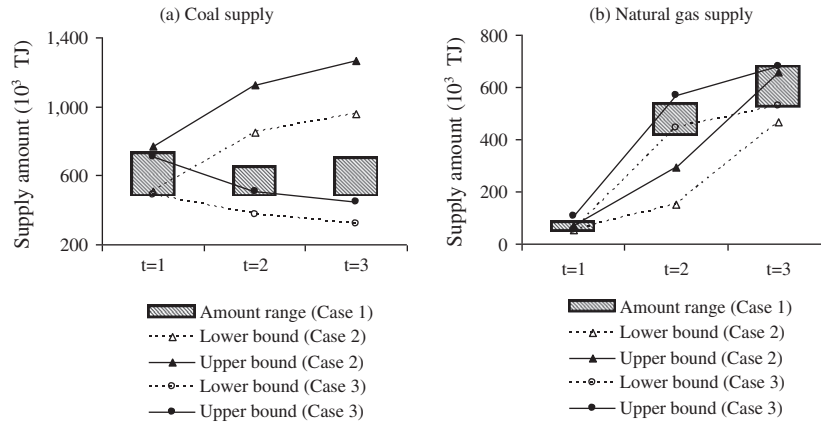 (a) Coal supply
Supply amount (10³ TJ)
1,400
1,000
600
200
t=1 t=2 t=3
Amount range (Case 1)
Lower bound (Case 2)
Upper bound (Case 2)
Lower bound (Case 3)
Upper bound (Case 3)
(b) Natural gas supply
Supply amount (10³ TJ)
800
600
400
200
0
t=1 t=2 t=3
Amount range (Case 1)
Lower bound (Case 2)
Upper bound (Case 2)
Lower bound (Case 3)
Upper bound (Case 3)